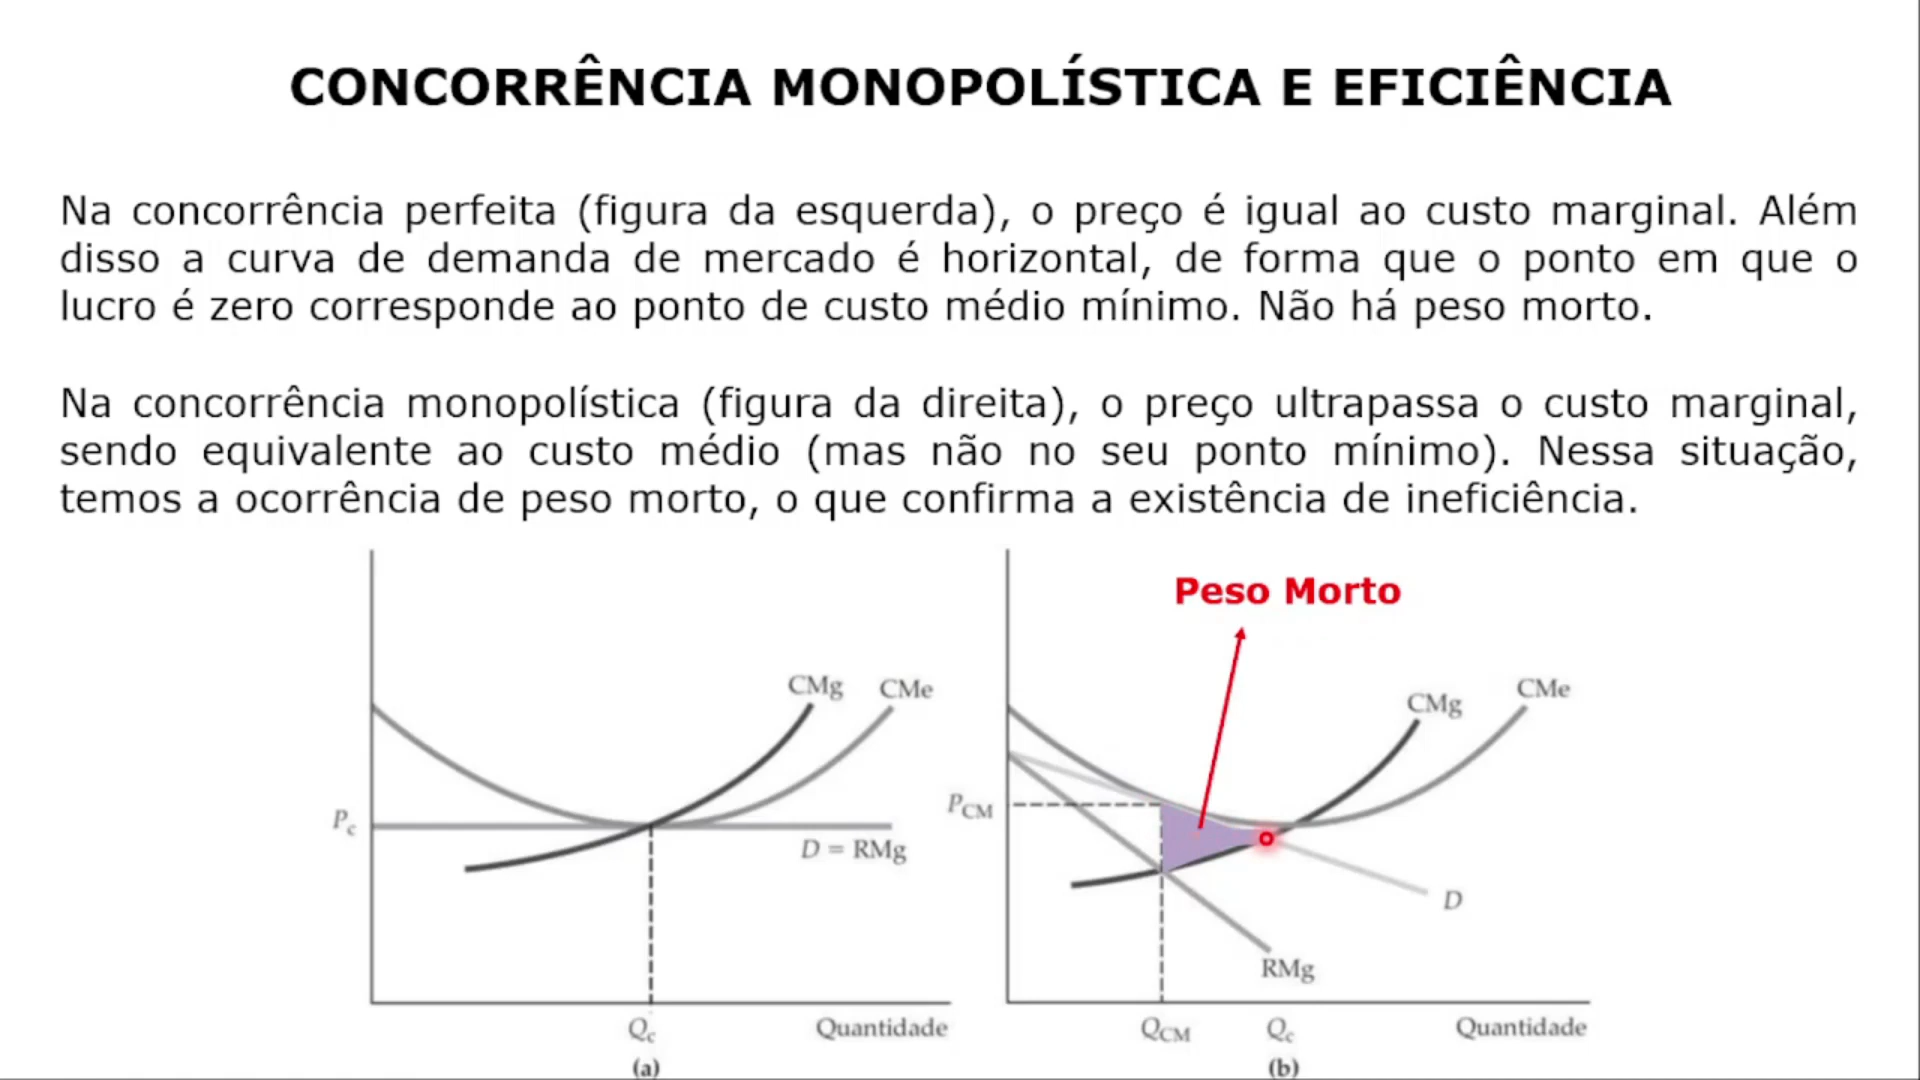 CONCORRÊNCIA MONOPOLÍSTICA E EFICIÊNCIA
Na concorrência perfeita (figura da esquerda), o preço é igual ao custo marginal. Além
disso a curva de demanda de mercado é horizontal, de forma que o ponto em que o
lucro é zero corresponde ao ponto de custo médio mínimo. Não há peso morto.
Na concorrência monopolística (figura da direita), o preço ultrapassa o custo marginal,
sendo equivalente ao custo médio (mas não no seu ponto mínimo). Nessa situação,
temos a ocorrência de peso morto, o que confirma a existência de ineficiência.
CMg
CMe
Pc
D = RMg
Qc
Quantidade
(a)
Peso Morto
CMg
CMe
PCM
D
RMg
QCM
Qc
Quantidade
(b)